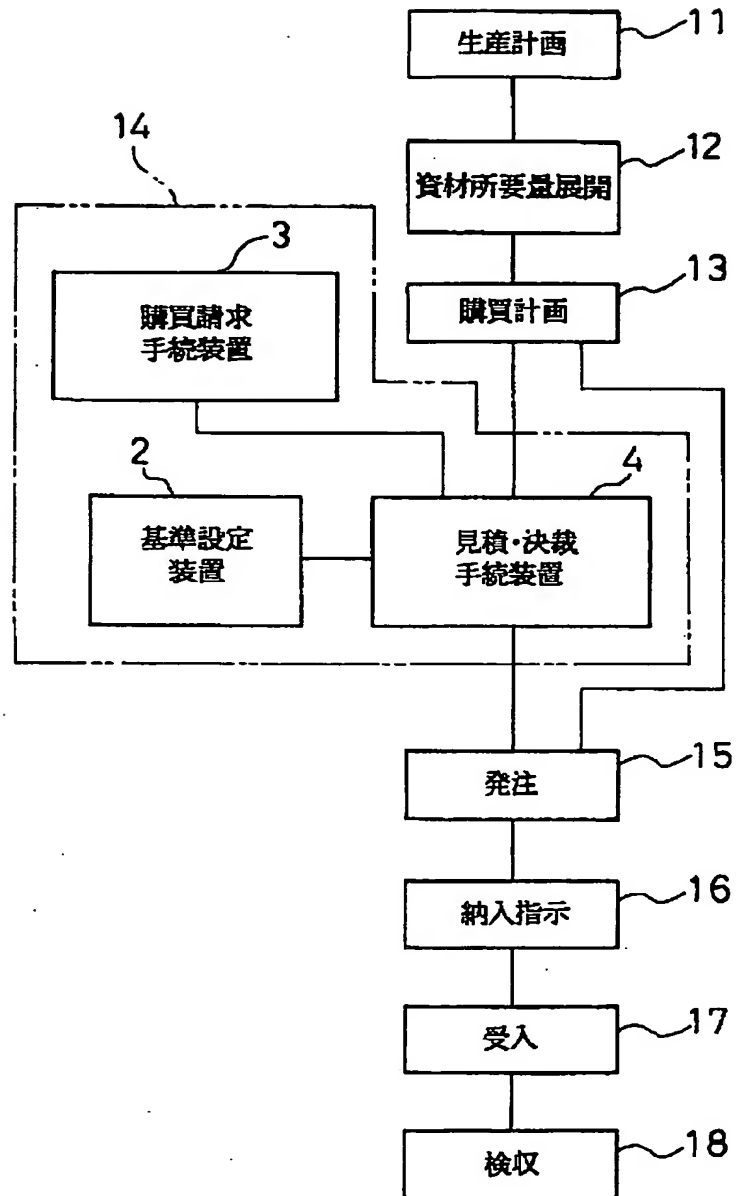 11
生産計画
12
資材所要量展開
14
3
13
購買請求
手続装置
購買計画
2
4
基準設定
装置
見積・決裁
手続装置
15
発注
16
納入指示
17
受入
18
検収